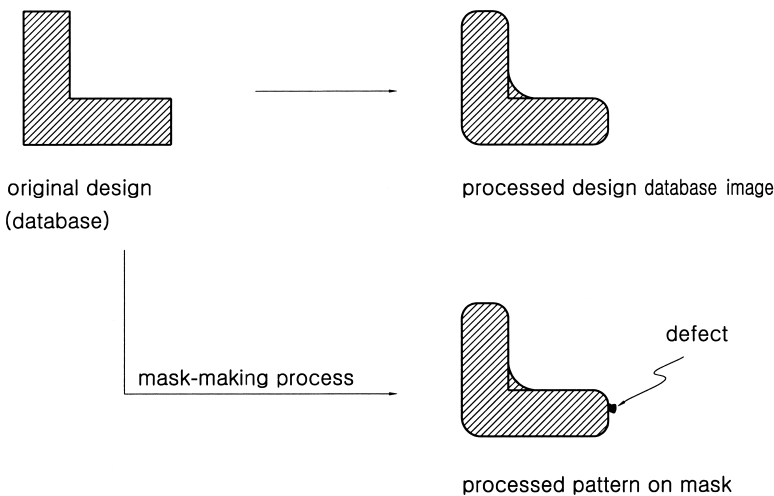 original design
(database)
processed design database image
mask-making process
defect
processed pattern on mask